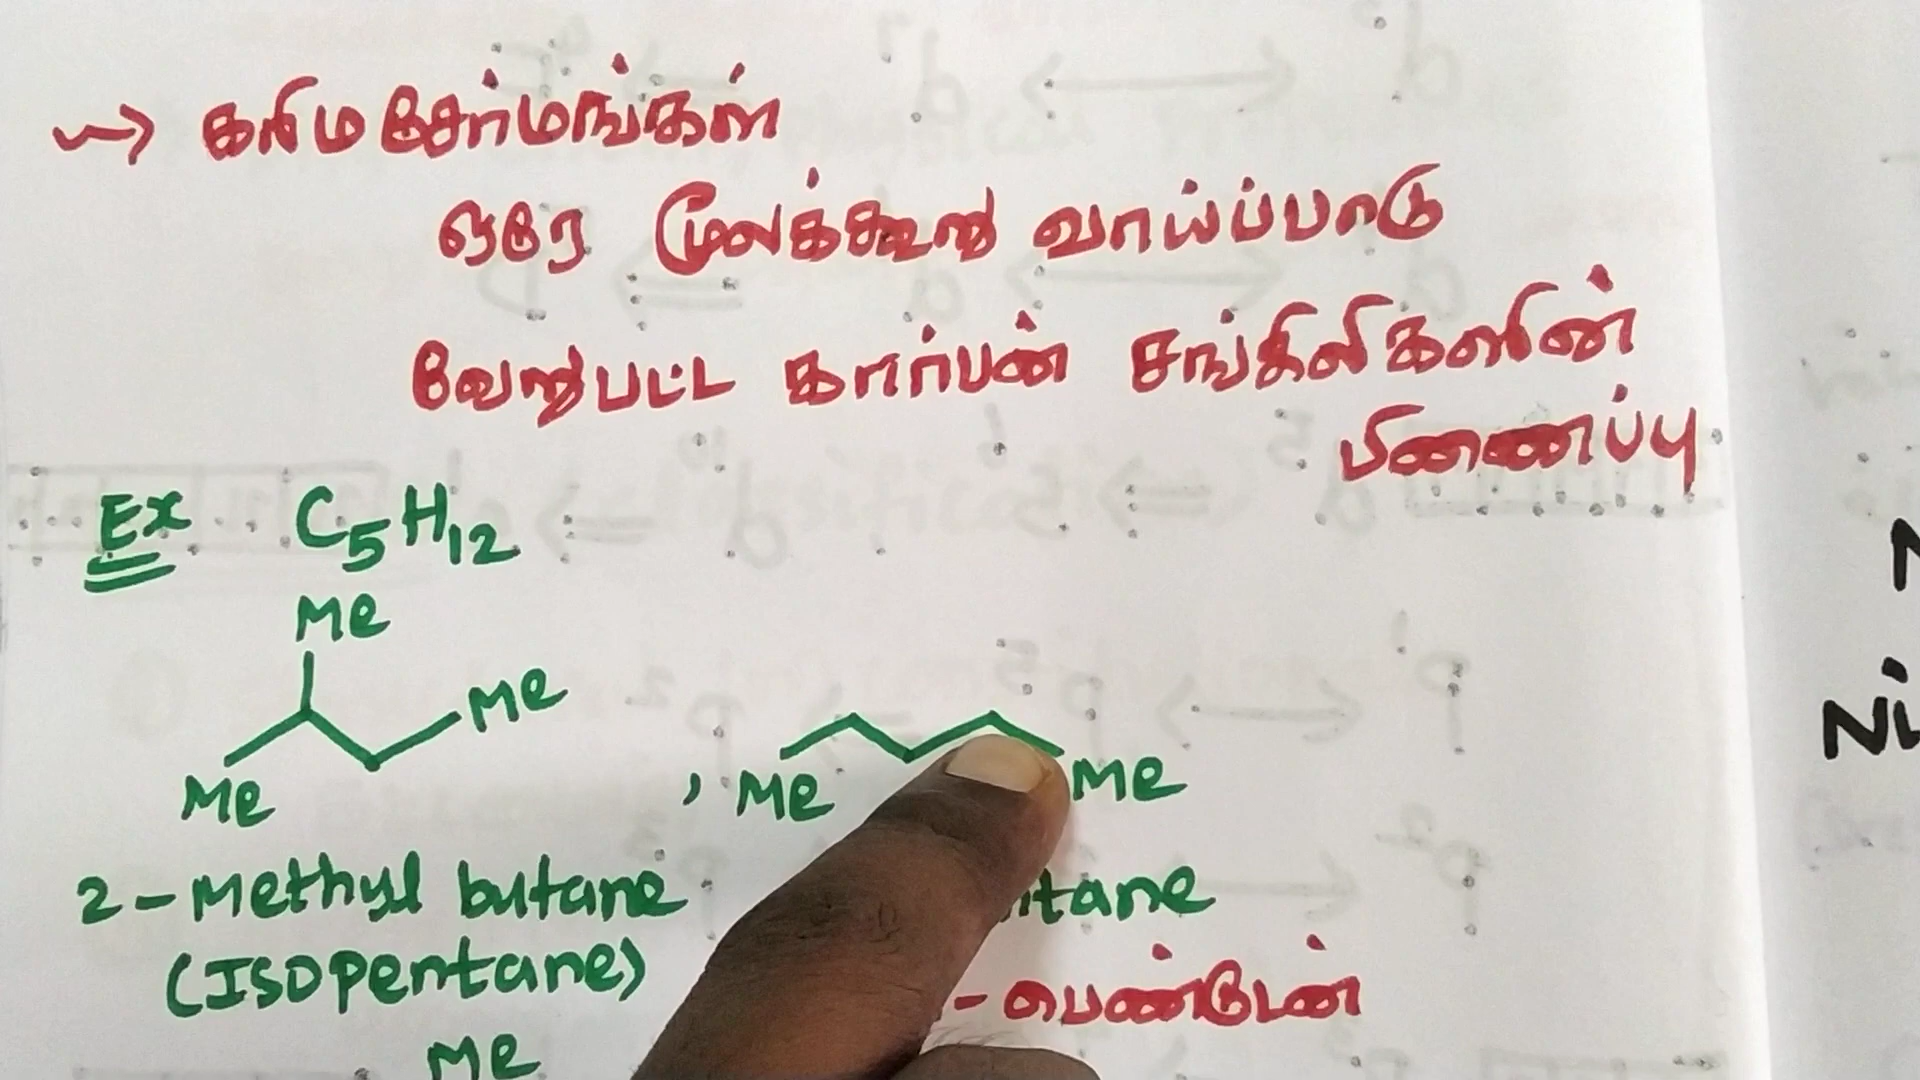 கரிம சேர்மங்கள்
ஒரே மூலக்கூறு வாய்ப்பாடு
வேறுபட்ட கார்பன் சங்கிலிகளின்
பிணைப்பு
Ex C5H12
Me
Me
Me
, Me
Me
2-Methyl butane
(Isopentane)
ntane
- பெண்டேன்
Me